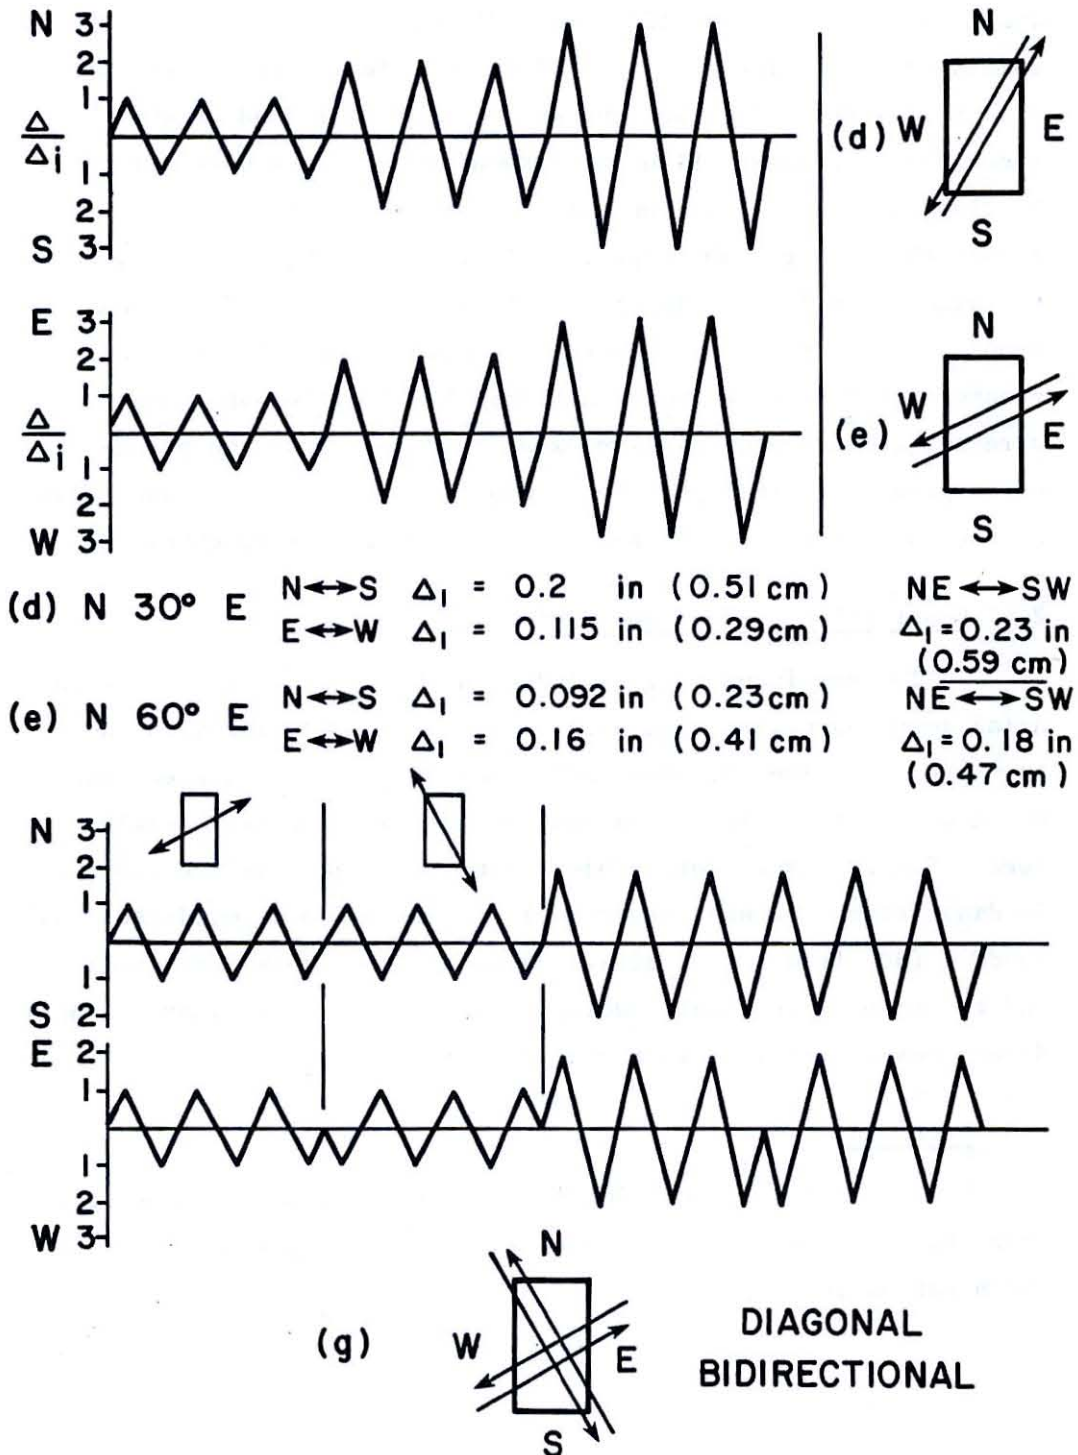 N 3
2
1
Δ/Δi
1
2
S 3
(d) N W E S
E 3
2
1
Δ/Δi
1
2
W 3
(e) N W E S
(d) N 30° E N↔S Δ₁ = 0.2 in (0.51 cm) NE ↔ SW
E↔W Δ₁ = 0.115 in (0.29cm) Δ₁=0.23 in
(0.59 cm)
(e) N 60° E N↔S Δ₁ = 0.092 in (0.23cm) NE ↔ SW
E↔W Δ₁ = 0.16 in (0.41 cm) Δ₁=0.18 in
(0.47 cm)
N 3
2
1
1
S 2
E 2
1
1
2
W 3
N
(g) W E
S
DIAGONAL
BIDIRECTIONAL